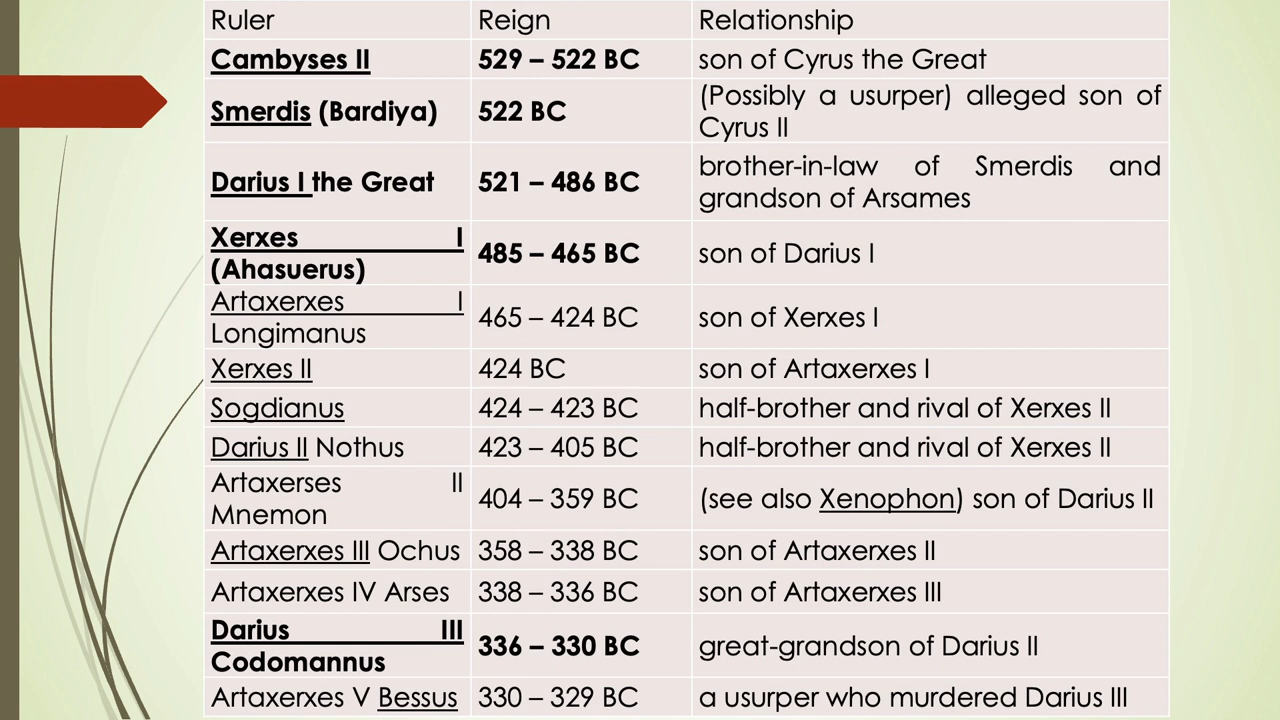 Ruler Reign Relationship
Cambyses II 529 – 522 BC son of Cyrus the Great
Smerdis (Bardiya) 522 BC (Possibly a usurper) alleged son of
Cyrus II
Darius I the Great 521 – 486 BC brother-in-law of Smerdis and
grandson of Arsames
Xerxes I
(Ahasuerus) 485 – 465 BC son of Darius I
Artaxerxes I
Longimanus 465 – 424 BC son of Xerxes I
Xerxes II 424 BC son of Artaxerxes I
Sogdianus 424 – 423 BC half-brother and rival of Xerxes II
Darius II Nothus 423 – 405 BC half-brother and rival of Xerxes II
Artaxerses II
Mnemon 404 – 359 BC (see also Xenophon) son of Darius II
Artaxerxes III Ochus 358 – 338 BC son of Artaxerxes II
Artaxerxes IV Arses 338 – 336 BC son of Artaxerxes III
Darius III
Codomannus 336 – 330 BC great-grandson of Darius II
Artaxerxes V Bessus 330 – 329 BC a usurper who murdered Darius III